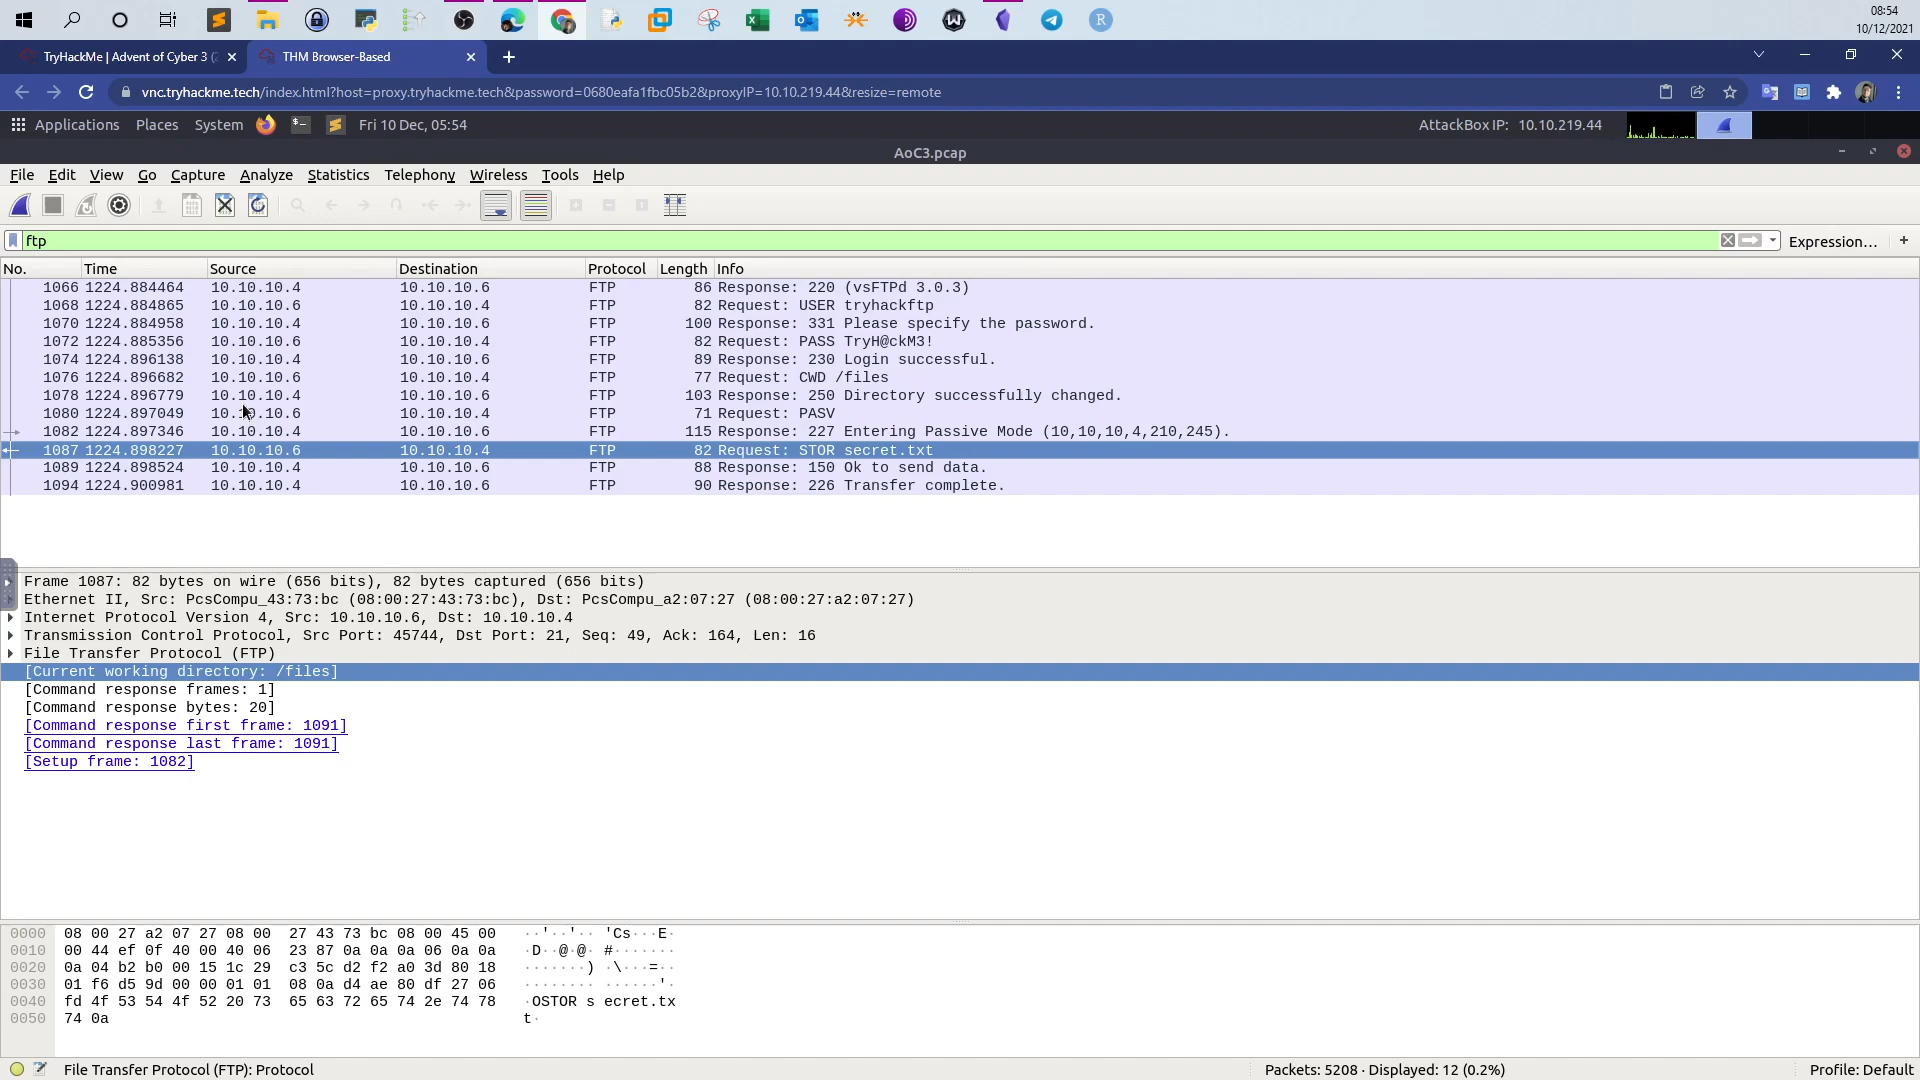 08:54
10/12/2021
TryHackMe | Advent of Cyber 3 (
THM Browser-Based
vnc.tryhackme.tech/index.html?host=proxy.tryhackme.tech&password=0680eafa1fbc05b2&proxyIP=10.10.219.44&resize=remote
Applications Places System Fri 10 Dec, 05:54 AttackBox IP: 10.10.219.44
AoC3.pcap
File Edit View Go Capture Analyze Statistics Telephony Wireless Tools Help
ftp Expression… +
No. Time Source Destination Protocol Length Info
1066 1224.884464 10.10.10.4 10.10.10.6 FTP 86 Response: 220 (vsFTPd 3.0.3)
1068 1224.884865 10.10.10.6 10.10.10.4 FTP 82 Request: USER tryhackftp
1070 1224.884958 10.10.10.4 10.10.10.6 FTP 100 Response: 331 Please specify the password.
1072 1224.885356 10.10.10.6 10.10.10.4 FTP 82 Request: PASS TryH@ckM3!
1074 1224.896138 10.10.10.4 10.10.10.6 FTP 89 Response: 230 Login successful.
1076 1224.896682 10.10.10.6 10.10.10.4 FTP 77 Request: CWD /files
1078 1224.896779 10.10.10.4 10.10.10.6 FTP 103 Response: 250 Directory successfully changed.
1080 1224.897049 10.10.10.6 10.10.10.4 FTP 71 Request: PASV
1082 1224.897346 10.10.10.4 10.10.10.6 FTP 115 Response: 227 Entering Passive Mode (10,10,10,4,210,245).
1087 1224.898227 10.10.10.6 10.10.10.4 FTP 82 Request: STOR secret.txt
1089 1224.898524 10.10.10.4 10.10.10.6 FTP 88 Response: 150 Ok to send data.
1094 1224.900981 10.10.10.4 10.10.10.6 FTP 90 Response: 226 Transfer complete.
Frame 1087: 82 bytes on wire (656 bits), 82 bytes captured (656 bits)
Ethernet II, Src: PcsCompu_43:73:bc (08:00:27:43:73:bc), Dst: PcsCompu_a2:07:27 (08:00:27:a2:07:27)
Internet Protocol Version 4, Src: 10.10.10.6, Dst: 10.10.10.4
Transmission Control Protocol, Src Port: 45744, Dst Port: 21, Seq: 49, Ack: 164, Len: 16
File Transfer Protocol (FTP)
[Current working directory: /files]
[Command response frames: 1]
[Command response bytes: 20]
[Command response first frame: 1091]
[Command response last frame: 1091]
[Setup frame: 1082]
0000 08 00 27 a2 07 27 08 00 27 43 73 bc 08 00 45 00 ··'··'·· 'Cs···E·
0010 00 44 ef 0f 40 00 40 06 23 87 0a 0a 0a 06 0a 0a ·D··@·@· #·······
0020 0a 04 b2 b0 00 15 1c 29 c3 5c d2 f2 a0 3d 80 18 ·······) ·\···=··
0030 01 f6 d5 9d 00 00 01 01 08 0a d4 ae 80 df 27 06 ········ ······'·
0040 fd 4f 53 54 4f 52 20 73 65 63 72 65 74 2e 74 78 ·OSTOR s ecret.tx
0050 74 0a t·
File Transfer Protocol (FTP): Protocol Packets: 5208 · Displayed: 12 (0.2%) Profile: Default